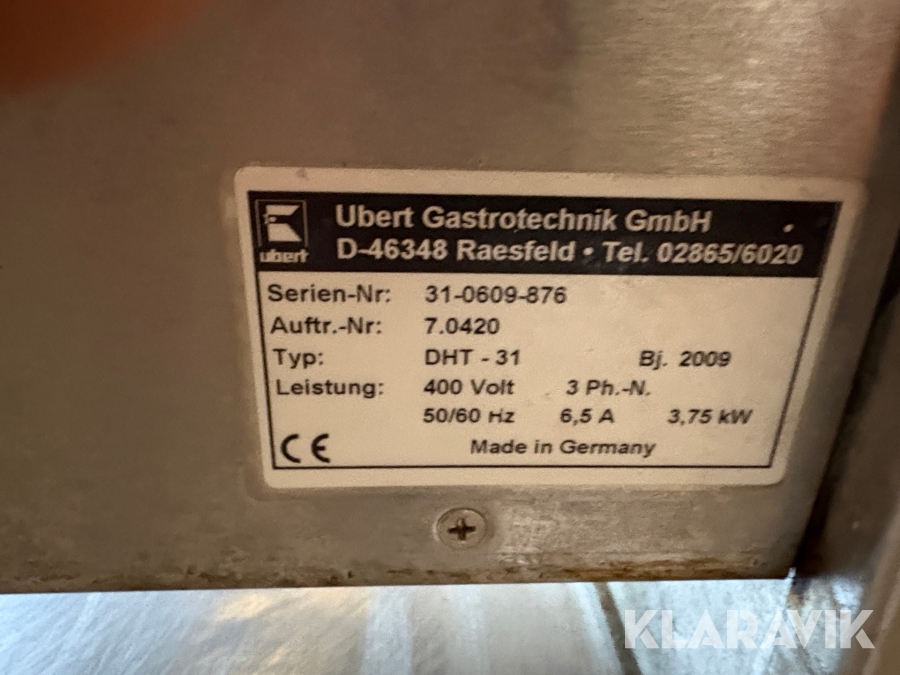 Ubert Gastrotechnik GmbH
ubert
D-46348 Raesfeld • Tel. 02865/6020
Serien-Nr: 31-0609-876
Auftr.-Nr: 7.0420
Typ: DHT - 31 Bj. 2009
Leistung: 400 Volt 3 Ph.-N.
50/60 Hz 6,5 A 3,75 kW
CE Made in Germany
KLARAVIK